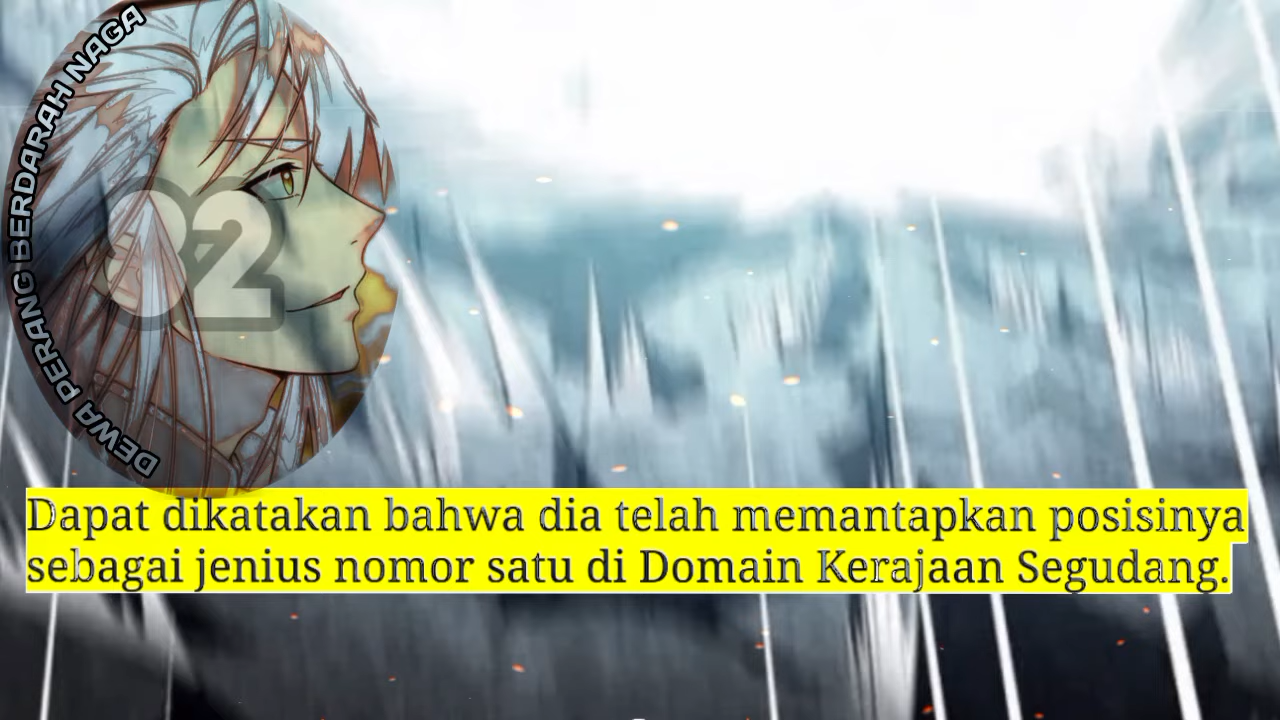 DEWA PERANG BERDARAH NAGA
82
Dapat dikatakan bahwa dia telah memantapkan posisinya
sebagai jenius nomor satu di Domain Kerajaan Segudang.